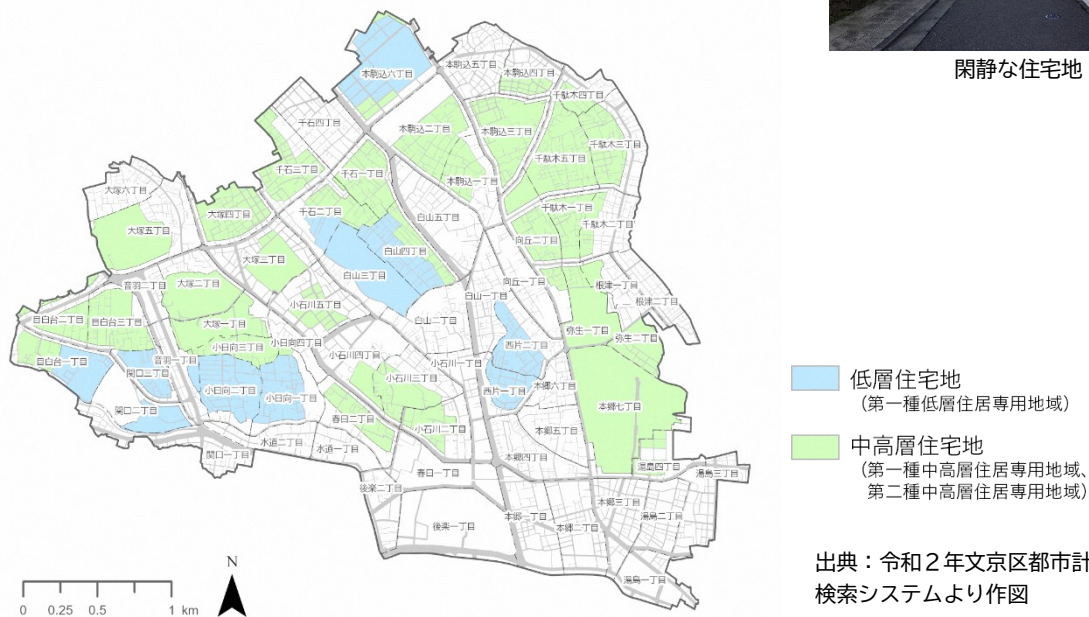 閑静な住宅地
本駒込六丁目
本駒込五丁目
本駒込四丁目
千駄木四丁目
千石四丁目
本駒込二丁目
本駒込三丁目
千駄木三丁目
千駄木五丁目
千石三丁目
千石一丁目
本駒込一丁目
大塚六丁目
千石二丁目
大塚四丁目
白山五丁目
千駄木一丁目
千駄木二丁目
大塚五丁目
白山四丁目
向丘二丁目
大塚三丁目
白山三丁目
音羽二丁目
大塚二丁目
向丘一丁目
根津一丁目
白山一丁目
根津二丁目
小石川五丁目
白山二丁目
目白台二丁目
目白台三丁目
大塚一丁目
弥生一丁目
弥生二丁目
小日向三丁目
小日向四丁目
西片二丁目
目白台一丁目
音羽一丁目
小石川四丁目
小石川一丁目
関口三丁目
小石川三丁目
小日向二丁目
小日向一丁目
西片一丁目
本郷六丁目
関口二丁目
春日二丁目
本郷七丁目
小石川二丁目
本郷五丁目
水道二丁目
水道一丁目
関口一丁目
本郷四丁目
湯島四丁目
湯島三丁目
春日一丁目
後楽二丁目
本郷三丁目
後楽一丁目
本郷一丁目
本郷二丁目
湯島二丁目
湯島一丁目
低層住宅地
(第一種低層住居専用地域)
中高層住宅地
(第一種中高層住居専用地域、
第二種中高層住居専用地域)
出典：令和2年文京区都市計
検索システムより作図
N
0 0.25 0.5 1 km